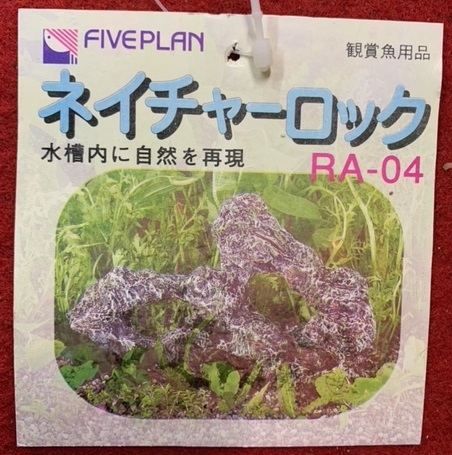 FIVEPLAN
観賞魚用品
ネイチャーロック
水槽内に自然を再現
RA-04